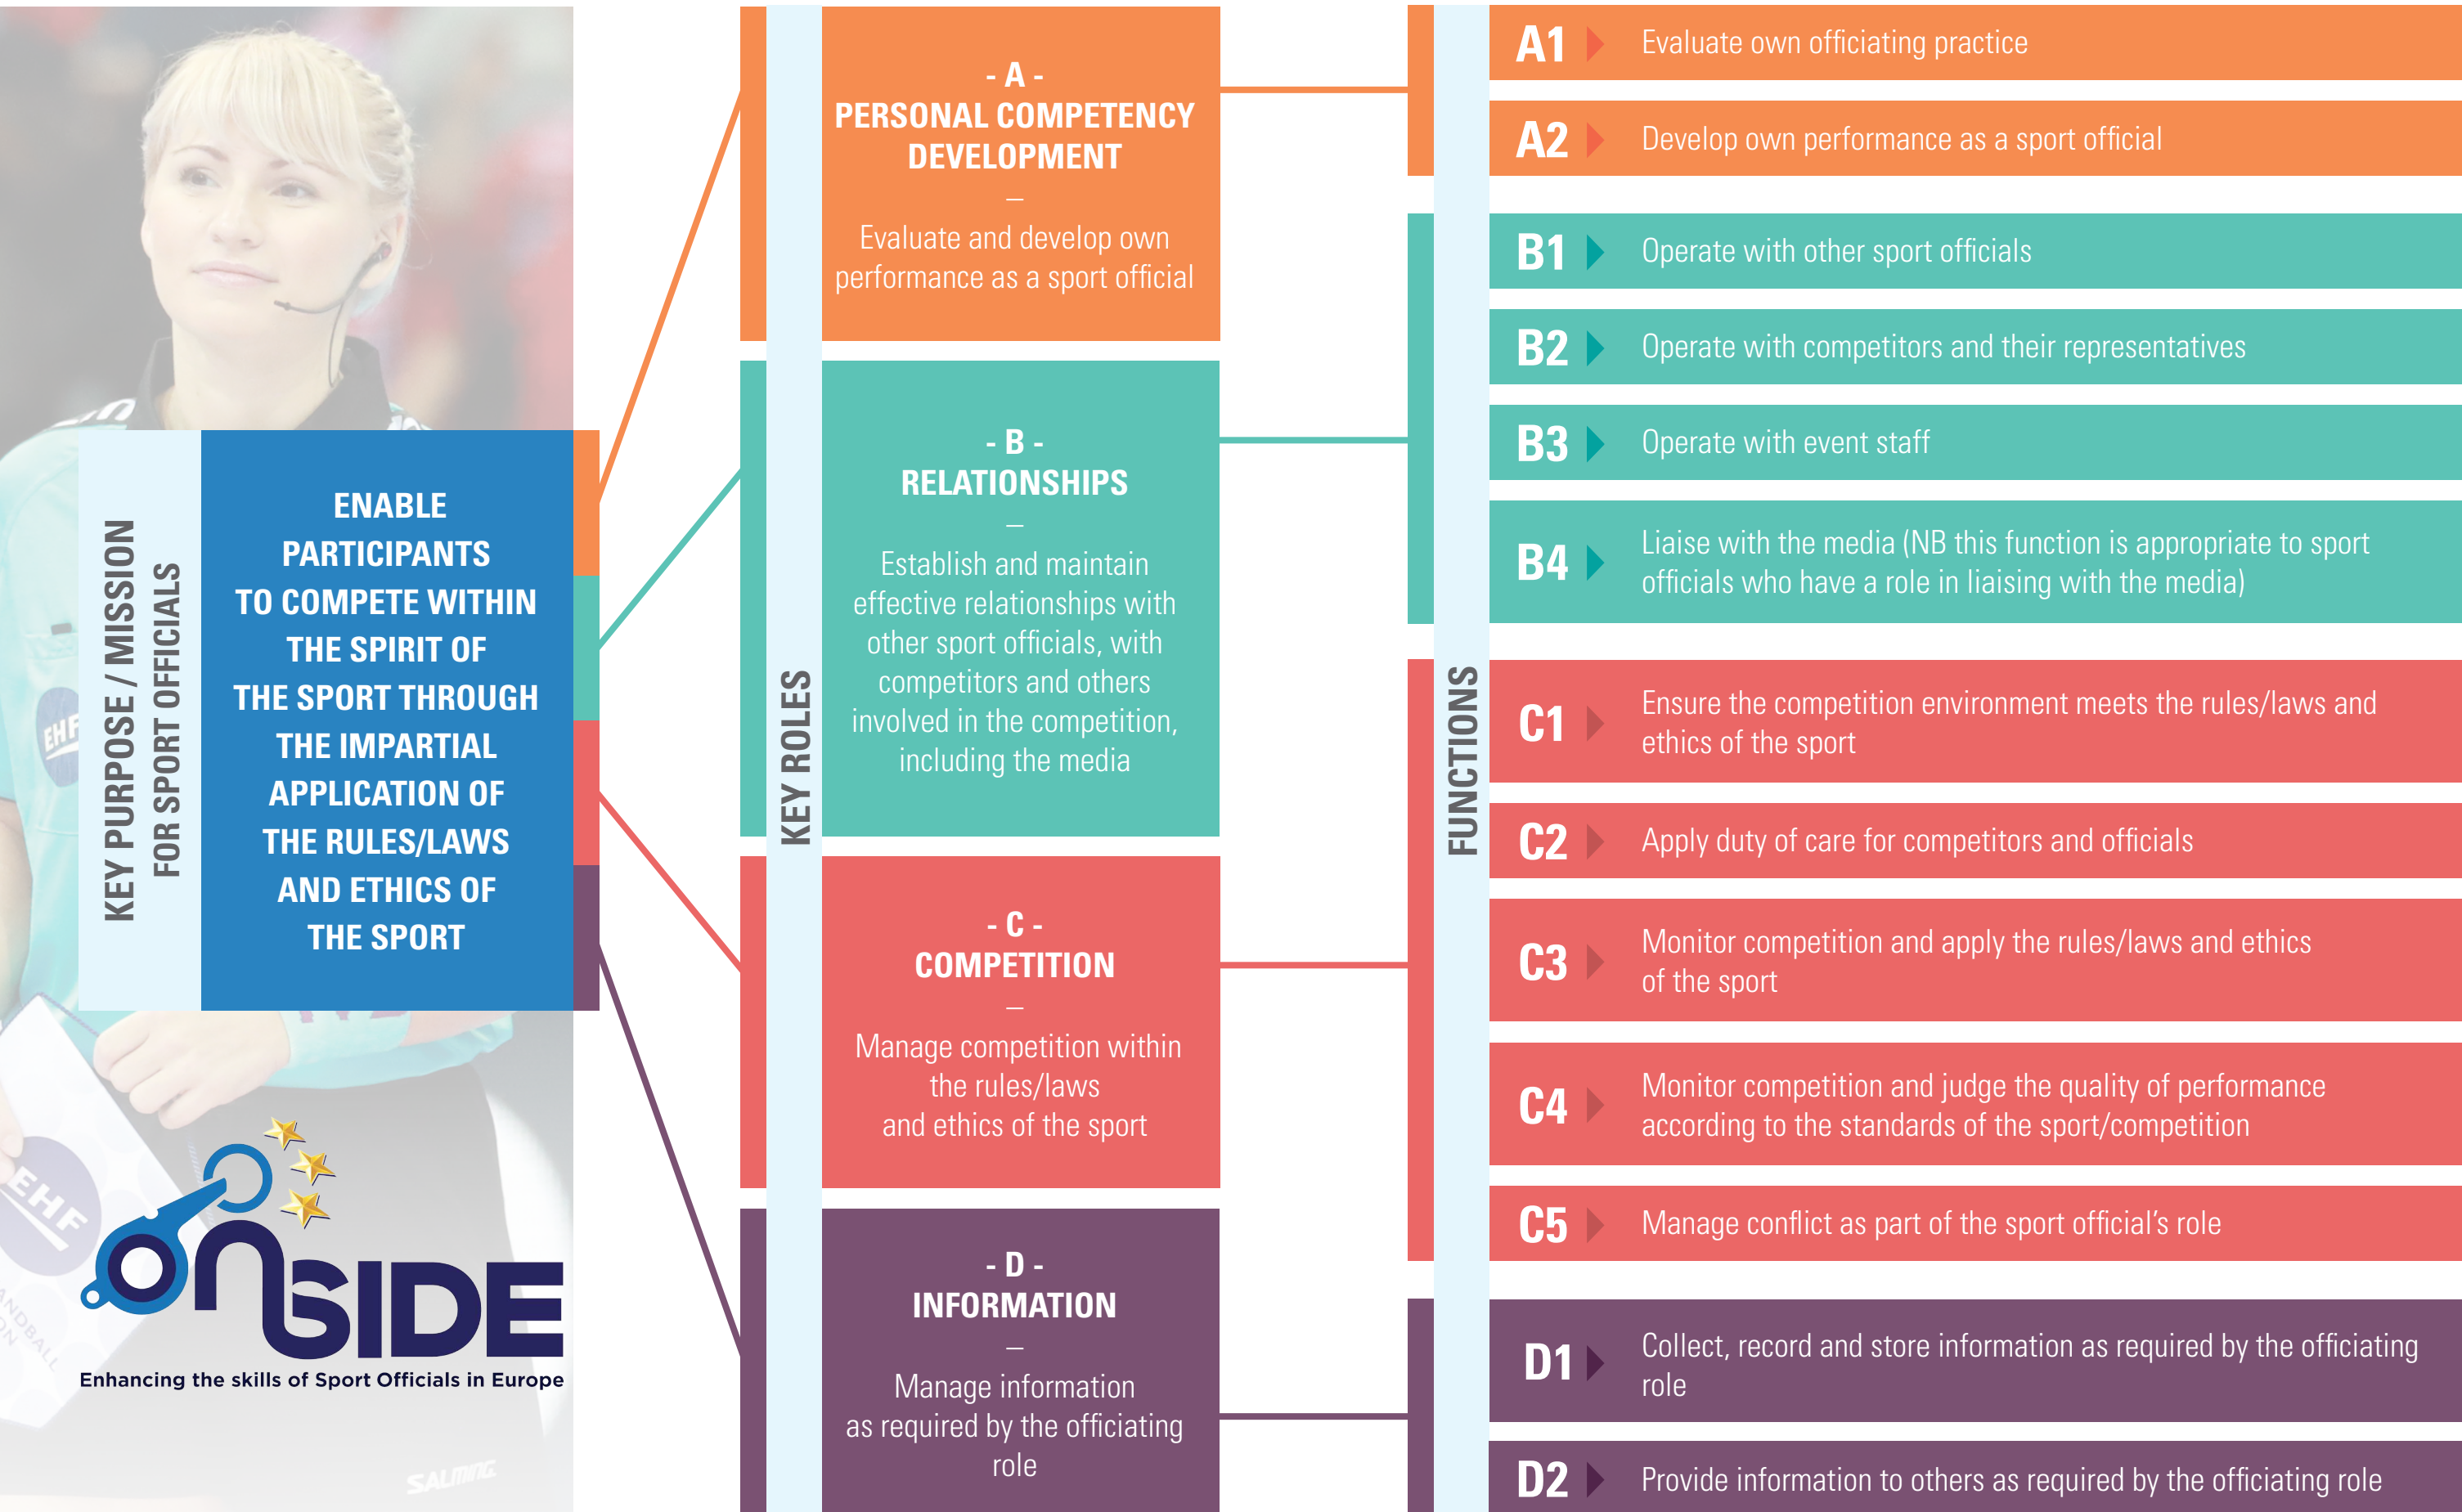 KEY PURPOSE / MISSION
FOR SPORT OFFICIALS
ENABLE
PARTICIPANTS
TO COMPETE WITHIN
THE SPIRIT OF
THE SPORT THROUGH
THE IMPARTIAL
APPLICATION OF
THE RULES/LAWS
AND ETHICS OF
THE SPORT
EHF
EHF
ANDBALL
ON
onSIDE
Enhancing the skills of Sport Officials in Europe
SALMING
KEY ROLES
- A -
PERSONAL COMPETENCY
DEVELOPMENT
–
Evaluate and develop own
performance as a sport official
- B -
RELATIONSHIPS
–
Establish and maintain
effective relationships with
other sport officials, with
competitors and others
involved in the competition,
including the media
- C -
COMPETITION
–
Manage competition within
the rules/laws
and ethics of the sport
- D -
INFORMATION
–
Manage information
as required by the officiating
role
FUNCTIONS
A1 Evaluate own officiating practice
A2 Develop own performance as a sport official
B1 Operate with other sport officials
B2 Operate with competitors and their representatives
B3 Operate with event staff
B4 Liaise with the media (NB this function is appropriate to sport
officials who have a role in liaising with the media)
C1 Ensure the competition environment meets the rules/laws and
ethics of the sport
C2 Apply duty of care for competitors and officials
C3 Monitor competition and apply the rules/laws and ethics
of the sport
C4 Monitor competition and judge the quality of performance
according to the standards of the sport/competition
C5 Manage conflict as part of the sport official's role
D1 Collect, record and store information as required by the officiating
role
D2 Provide information to others as required by the officiating role